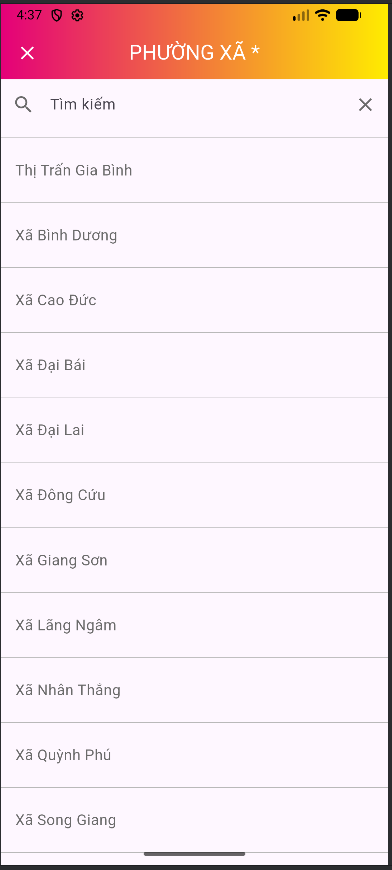 4:37
PHƯỜNG XÃ *
Tìm kiếm
Thị Trấn Gia Bình
Xã Bình Dương
Xã Cao Đức
Xã Đại Bái
Xã Đại Lai
Xã Đông Cứu
Xã Giang Sơn
Xã Lãng Ngâm
Xã Nhân Thắng
Xã Quỳnh Phú
Xã Song Giang